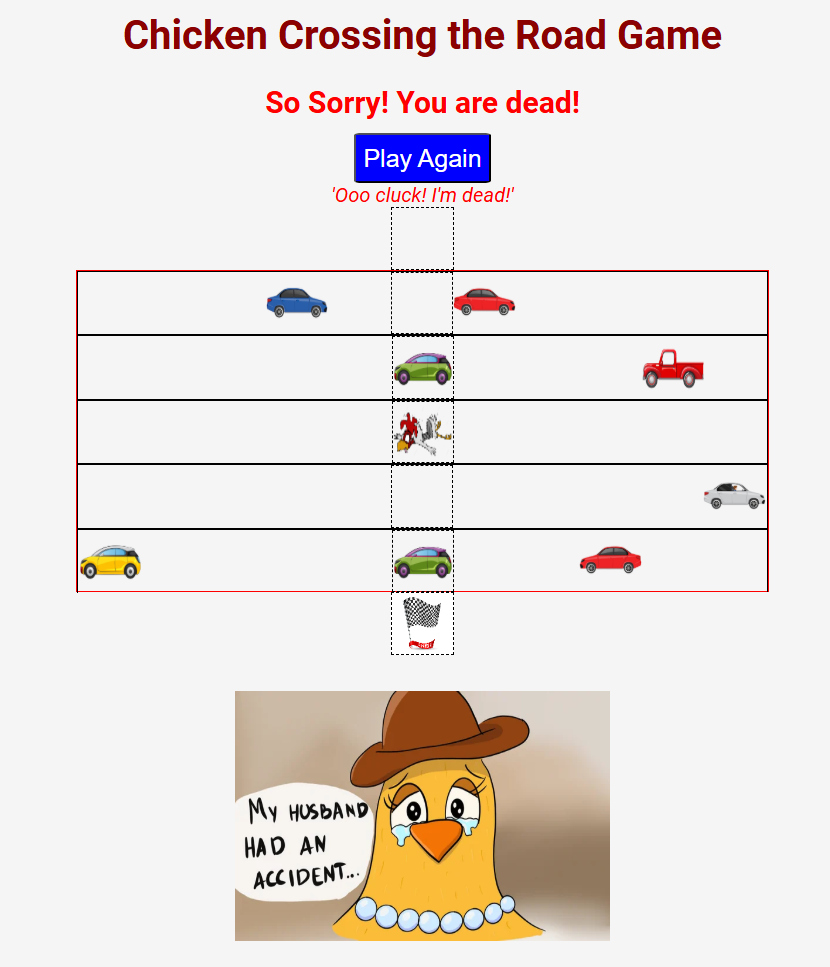 Chicken Crossing the Road Game
So Sorry! You are dead!
Play Again
'Ooo cluck! I'm dead!'
MY HUSBAND
HAD AN
ACCIDENT...